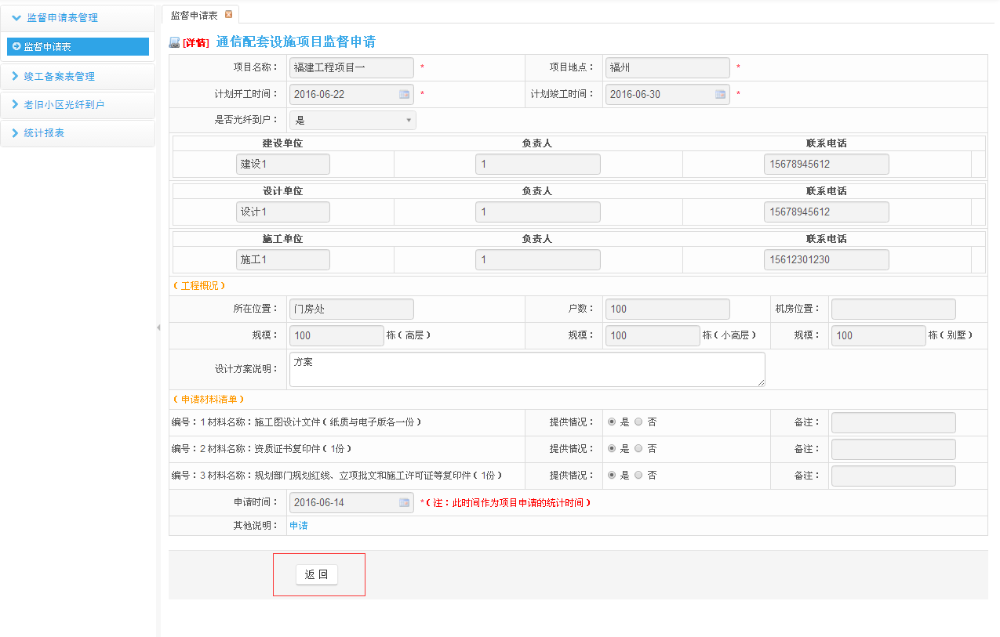 监督申请表管理
监督申请表
竣工备案表管理
老旧小区光纤到户
统计报表
监督申请表
[详情] 通信配套设施项目监督申请
项目名称： 福建工程项目一 * 项目地点： 福州 *
计划开工时间： 2016-06-22 * 计划竣工时间： 2016-06-30 *
是否光纤到户： 是
建设单位 负责人 联系电话
建设1 1 15678945612
设计单位 负责人 联系电话
设计1 1 15678945612
施工单位 负责人 联系电话
施工1 1 15612301230
（工程概况）
所在位置： 门房处 户数： 100 机房位置：
规模： 100 栋（高层） 规模： 100 栋（小高层） 规模： 100 栋（别墅）
设计方案说明： 方案
（申请材料清单）
编号：1材料名称：施工图设计文件（纸质与电子版各一份） 提供情况： 是 否 备注：
编号：2材料名称：资质证书复印件（1份） 提供情况： 是 否 备注：
编号：3材料名称：规划部门规划红线、立项批文和施工许可证等复印件（1份） 提供情况： 是 否 备注：
申请时间： 2016-06-14 *（注：此时间作为项目申请的统计时间）
其他说明： 申请
返 回